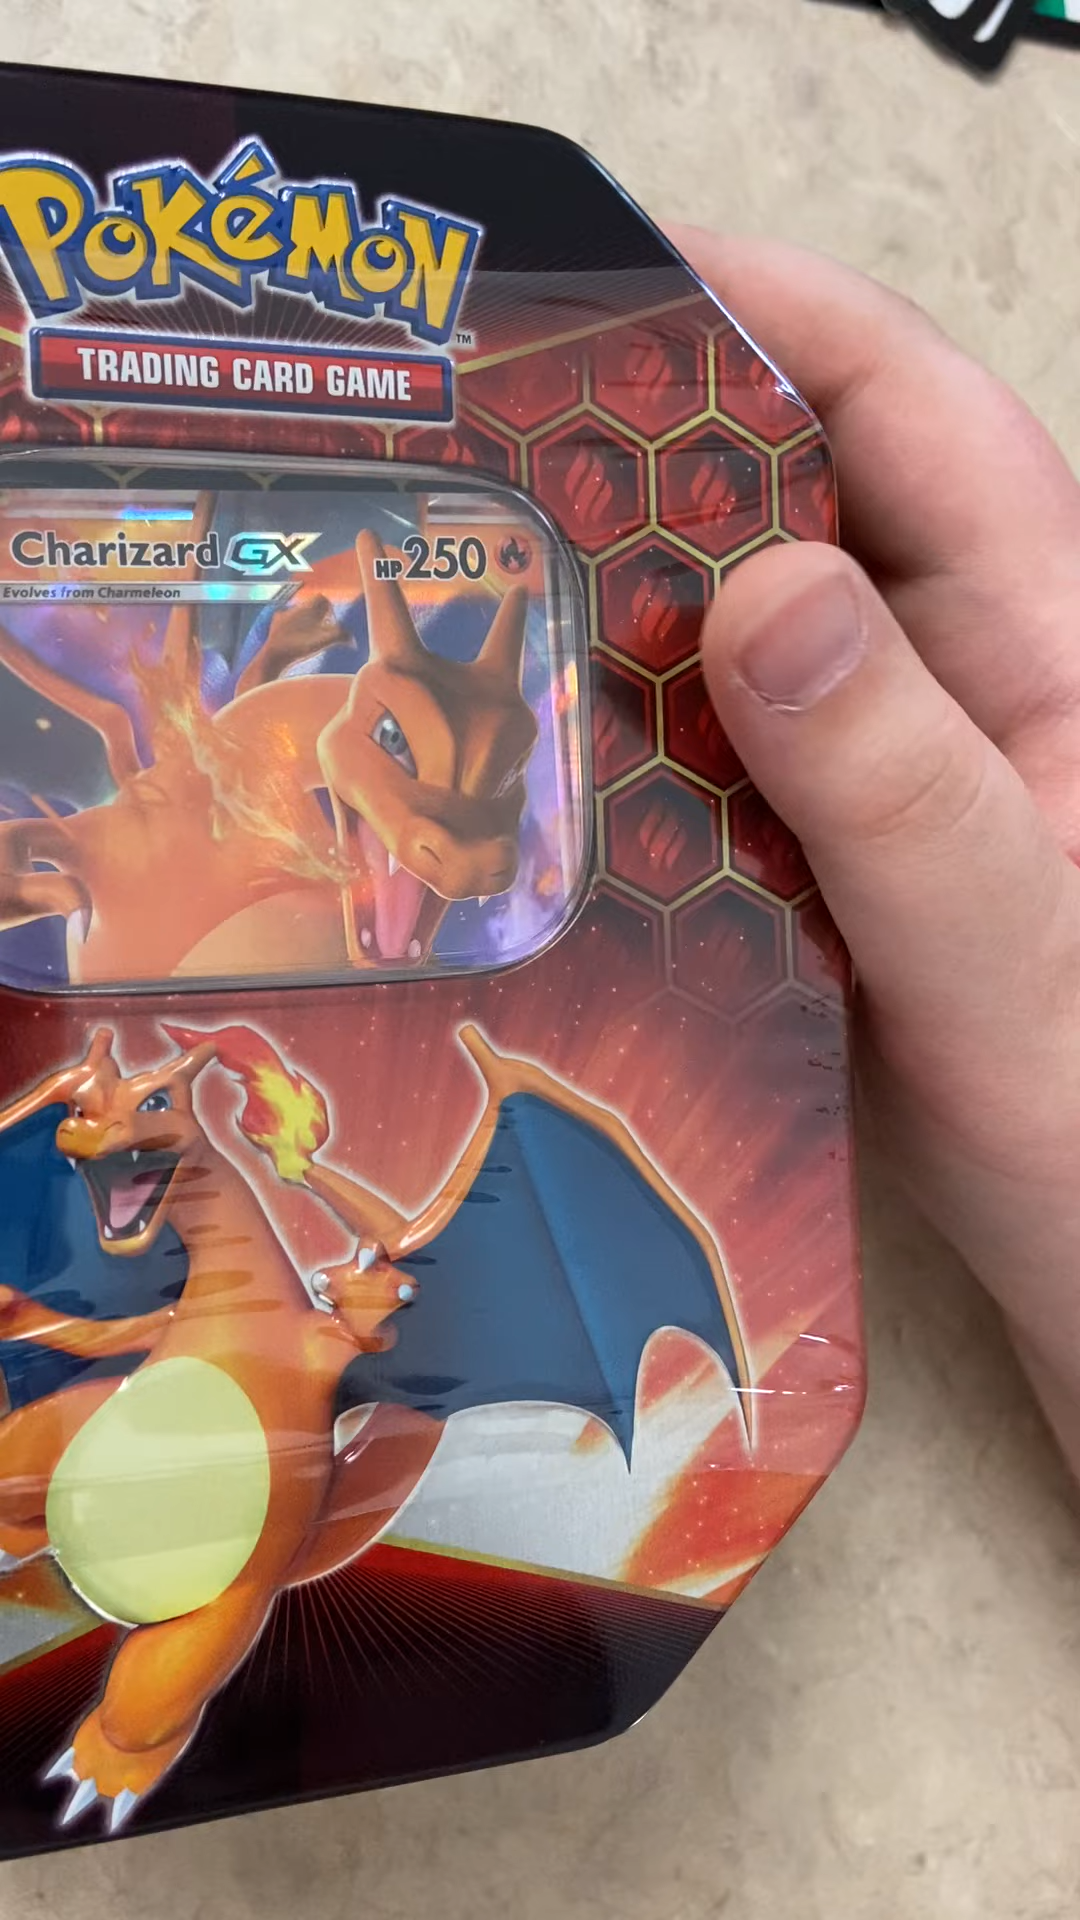 POKéMON
™
TRADING CARD GAME
Charizard GX HP250
Evolves from Charmeleon